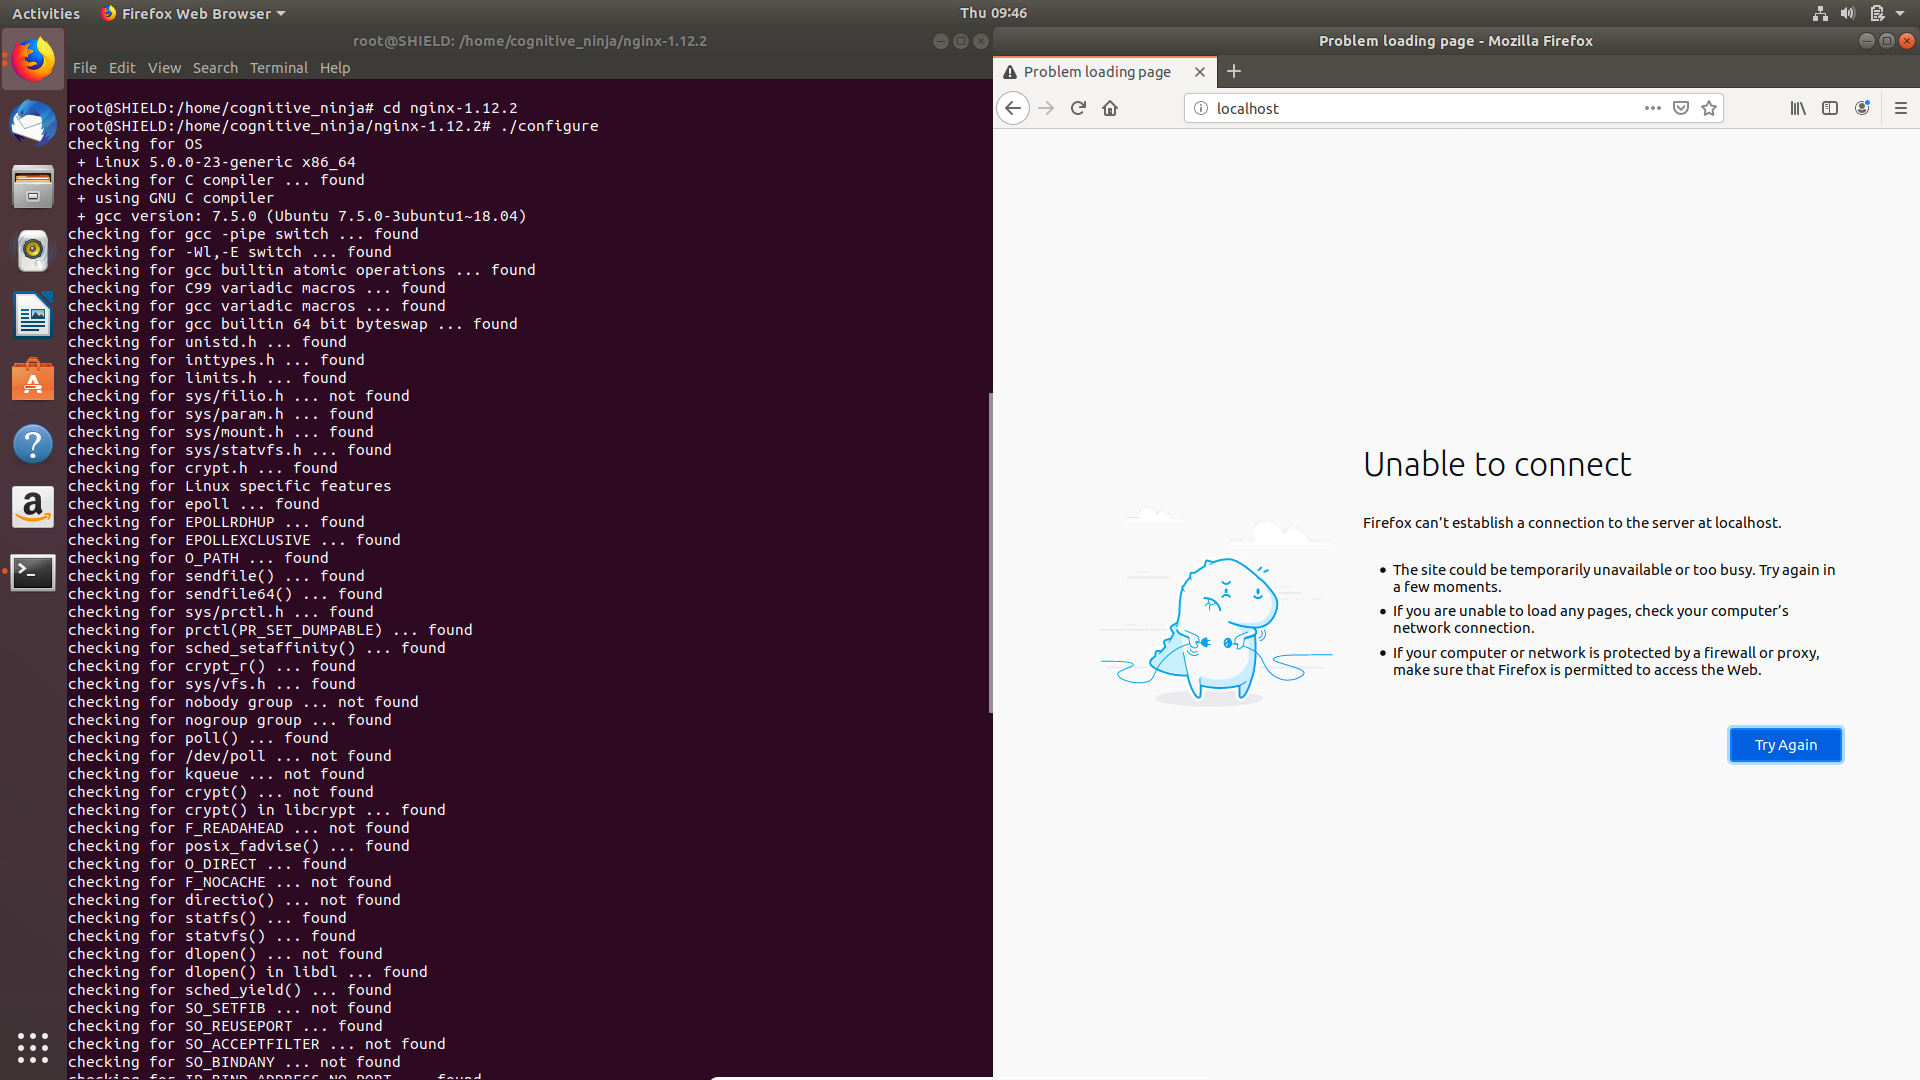 Activities
Firefox Web Browser
Thu 09:46
root@SHIELD: /home/cognitive_ninja/nginx-1.12.2
File Edit View Search Terminal Help
root@SHIELD:/home/cognitive_ninja# cd nginx-1.12.2
root@SHIELD:/home/cognitive_ninja/nginx-1.12.2# ./configure
checking for OS
 + Linux 5.0.0-23-generic x86_64
checking for C compiler ... found
 + using GNU C compiler
 + gcc version: 7.5.0 (Ubuntu 7.5.0-3ubuntu1~18.04)
checking for gcc -pipe switch ... found
checking for -Wl,-E switch ... found
checking for gcc builtin atomic operations ... found
checking for C99 variadic macros ... found
checking for gcc variadic macros ... found
checking for gcc builtin 64 bit byteswap ... found
checking for unistd.h ... found
checking for inttypes.h ... found
checking for limits.h ... found
checking for sys/filio.h ... not found
checking for sys/param.h ... found
checking for sys/mount.h ... found
checking for sys/statvfs.h ... found
checking for crypt.h ... found
checking for Linux specific features
checking for epoll ... found
checking for EPOLLRDHUP ... found
checking for EPOLLEXCLUSIVE ... found
checking for O_PATH ... found
checking for sendfile() ... found
checking for sendfile64() ... found
checking for sys/prctl.h ... found
checking for prctl(PR_SET_DUMPABLE) ... found
checking for sched_setaffinity() ... found
checking for crypt_r() ... found
checking for sys/vfs.h ... found
checking for nobody group ... not found
checking for nogroup group ... found
checking for poll() ... found
checking for /dev/poll ... not found
checking for kqueue ... not found
checking for crypt() ... not found
checking for crypt() in libcrypt ... found
checking for F_READAHEAD ... not found
checking for posix_fadvise() ... found
checking for O_DIRECT ... found
checking for F_NOCACHE ... not found
checking for directio() ... not found
checking for statfs() ... found
checking for statvfs() ... found
checking for dlopen() ... not found
checking for dlopen() in libdl ... found
checking for sched_yield() ... found
checking for SO_SETFIB ... not found
checking for SO_REUSEPORT ... found
checking for SO_ACCEPTFILTER ... not found
checking for SO_BINDANY ... not found
checking for IP_BIND_ADDRESS_NO_PORT ... found
Problem loading page - Mozilla Firefox
Problem loading page
localhost
Unable to connect
Firefox can’t establish a connection to the server at localhost.
• The site could be temporarily unavailable or too busy. Try again in
a few moments.
• If you are unable to load any pages, check your computer’s
network connection.
• If your computer or network is protected by a firewall or proxy,
make sure that Firefox is permitted to access the Web.
Try Again